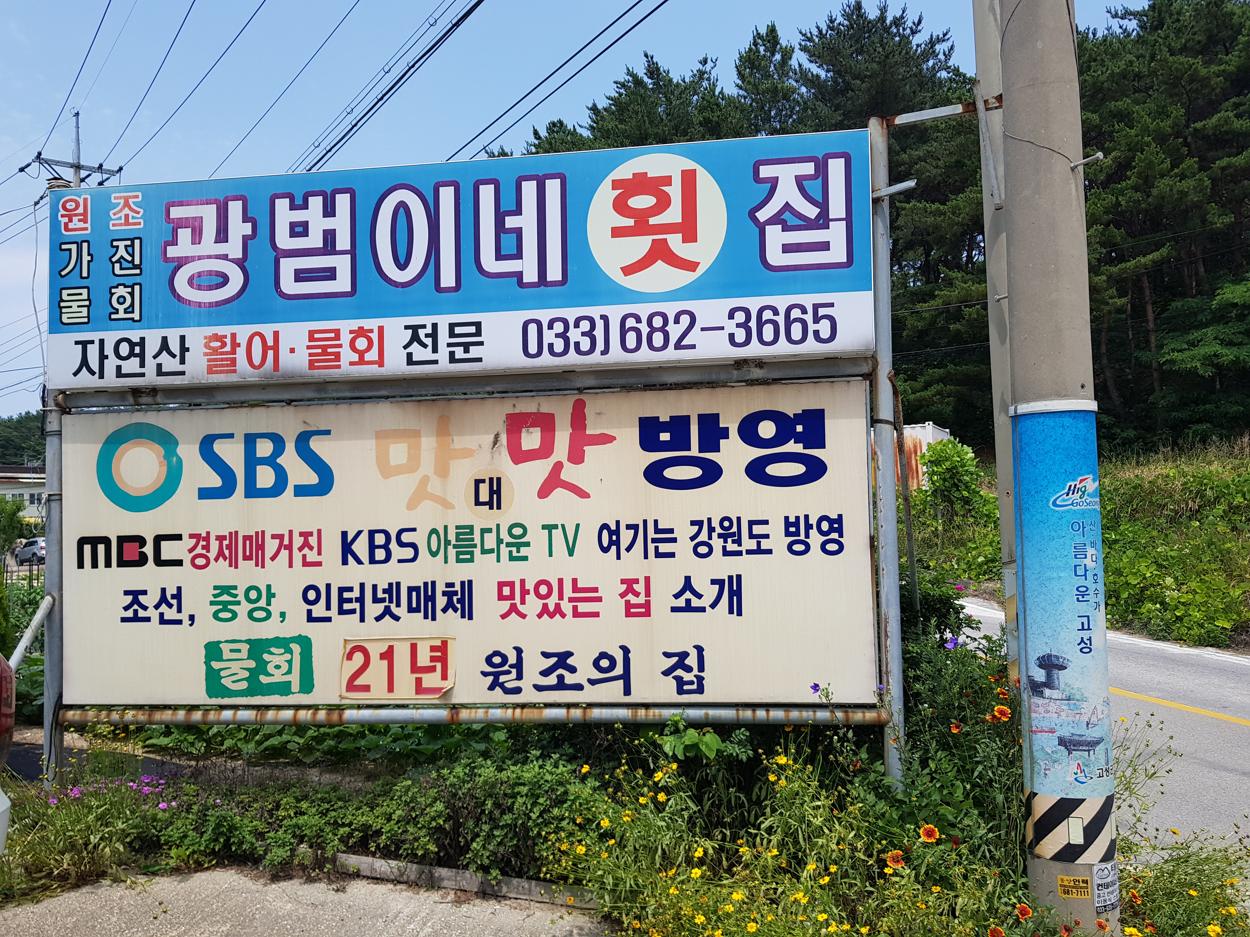 원조 가진 물회 광범이네 횟집
자연산 활어·물회 전문 033)682-3665
SBS 맛 대 맛 방영
MBC 경제매거진 KBS 아름다운 TV 여기는 강원도 방영
조선, 중앙, 인터넷매체 맛있는 집 소개
물회 21년 원조의 집
아름다운 고성
681-7111